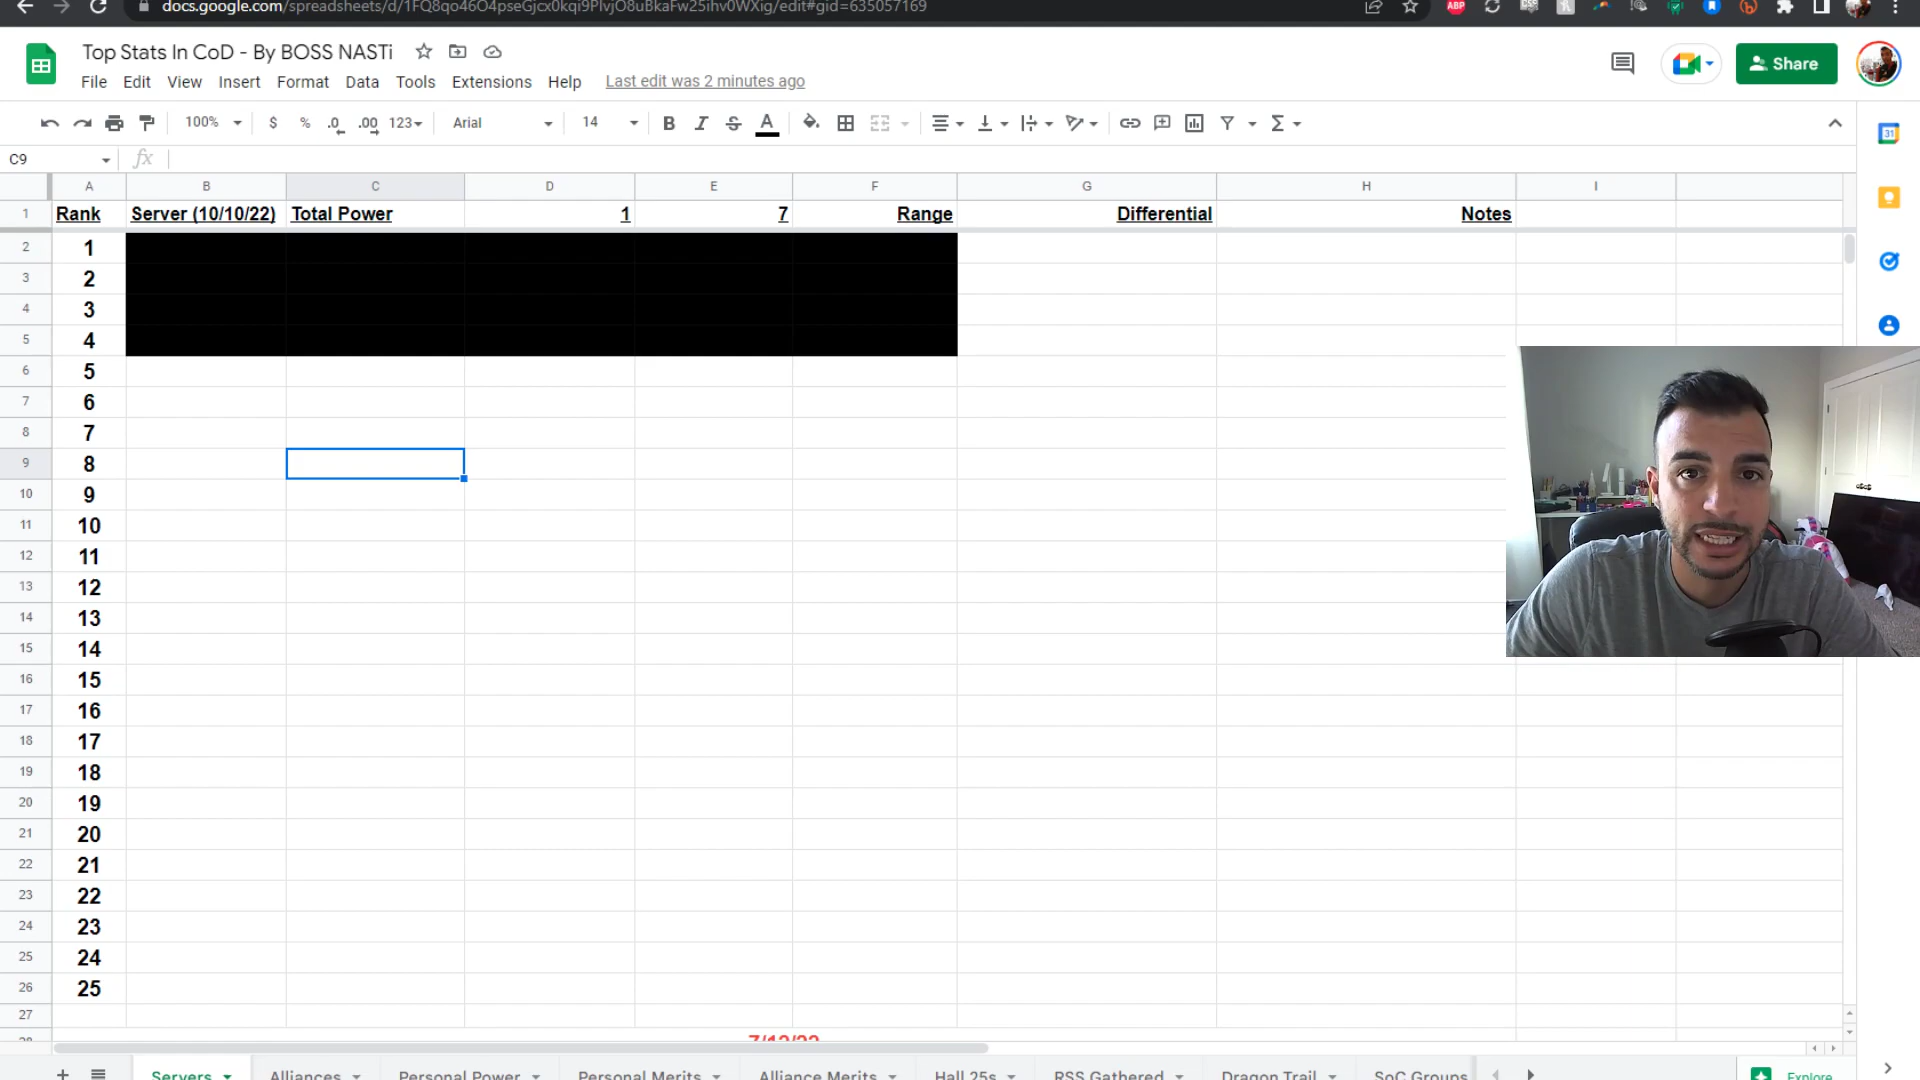 docs.google.com/spreadsheets/d/1FQ8qo46O4pseGjcx0kqi9PlvjO8uBkaFw25ihv0WXig/edit#gid=635057169
ABP
Top Stats In CoD - By BOSS NASTi
File Edit View Insert Format Data Tools Extensions Help Last edit was 2 minutes ago
Share
100% $ % .0 .00 123 Arial 14 B I S A Σ
31
C9 fx
A B C D E F G H I
1 Rank Server (10/10/22) Total Power 1 7 Range Differential Notes
2 1
3 2
4 3
5 4
6 5
7 6
8 7
9 8
10 9
11 10
12 11
13 12
14 13
15 14
16 15
17 16
18 17
19 18
20 19
21 20
22 21
23 22
24 23
25 24
26 25
27
28 7/12/22
Servers Alliances Personal Power Personal Merits Alliance Merits Hall 25s RSS Gathered Dragon Trail SoC Groups Explore